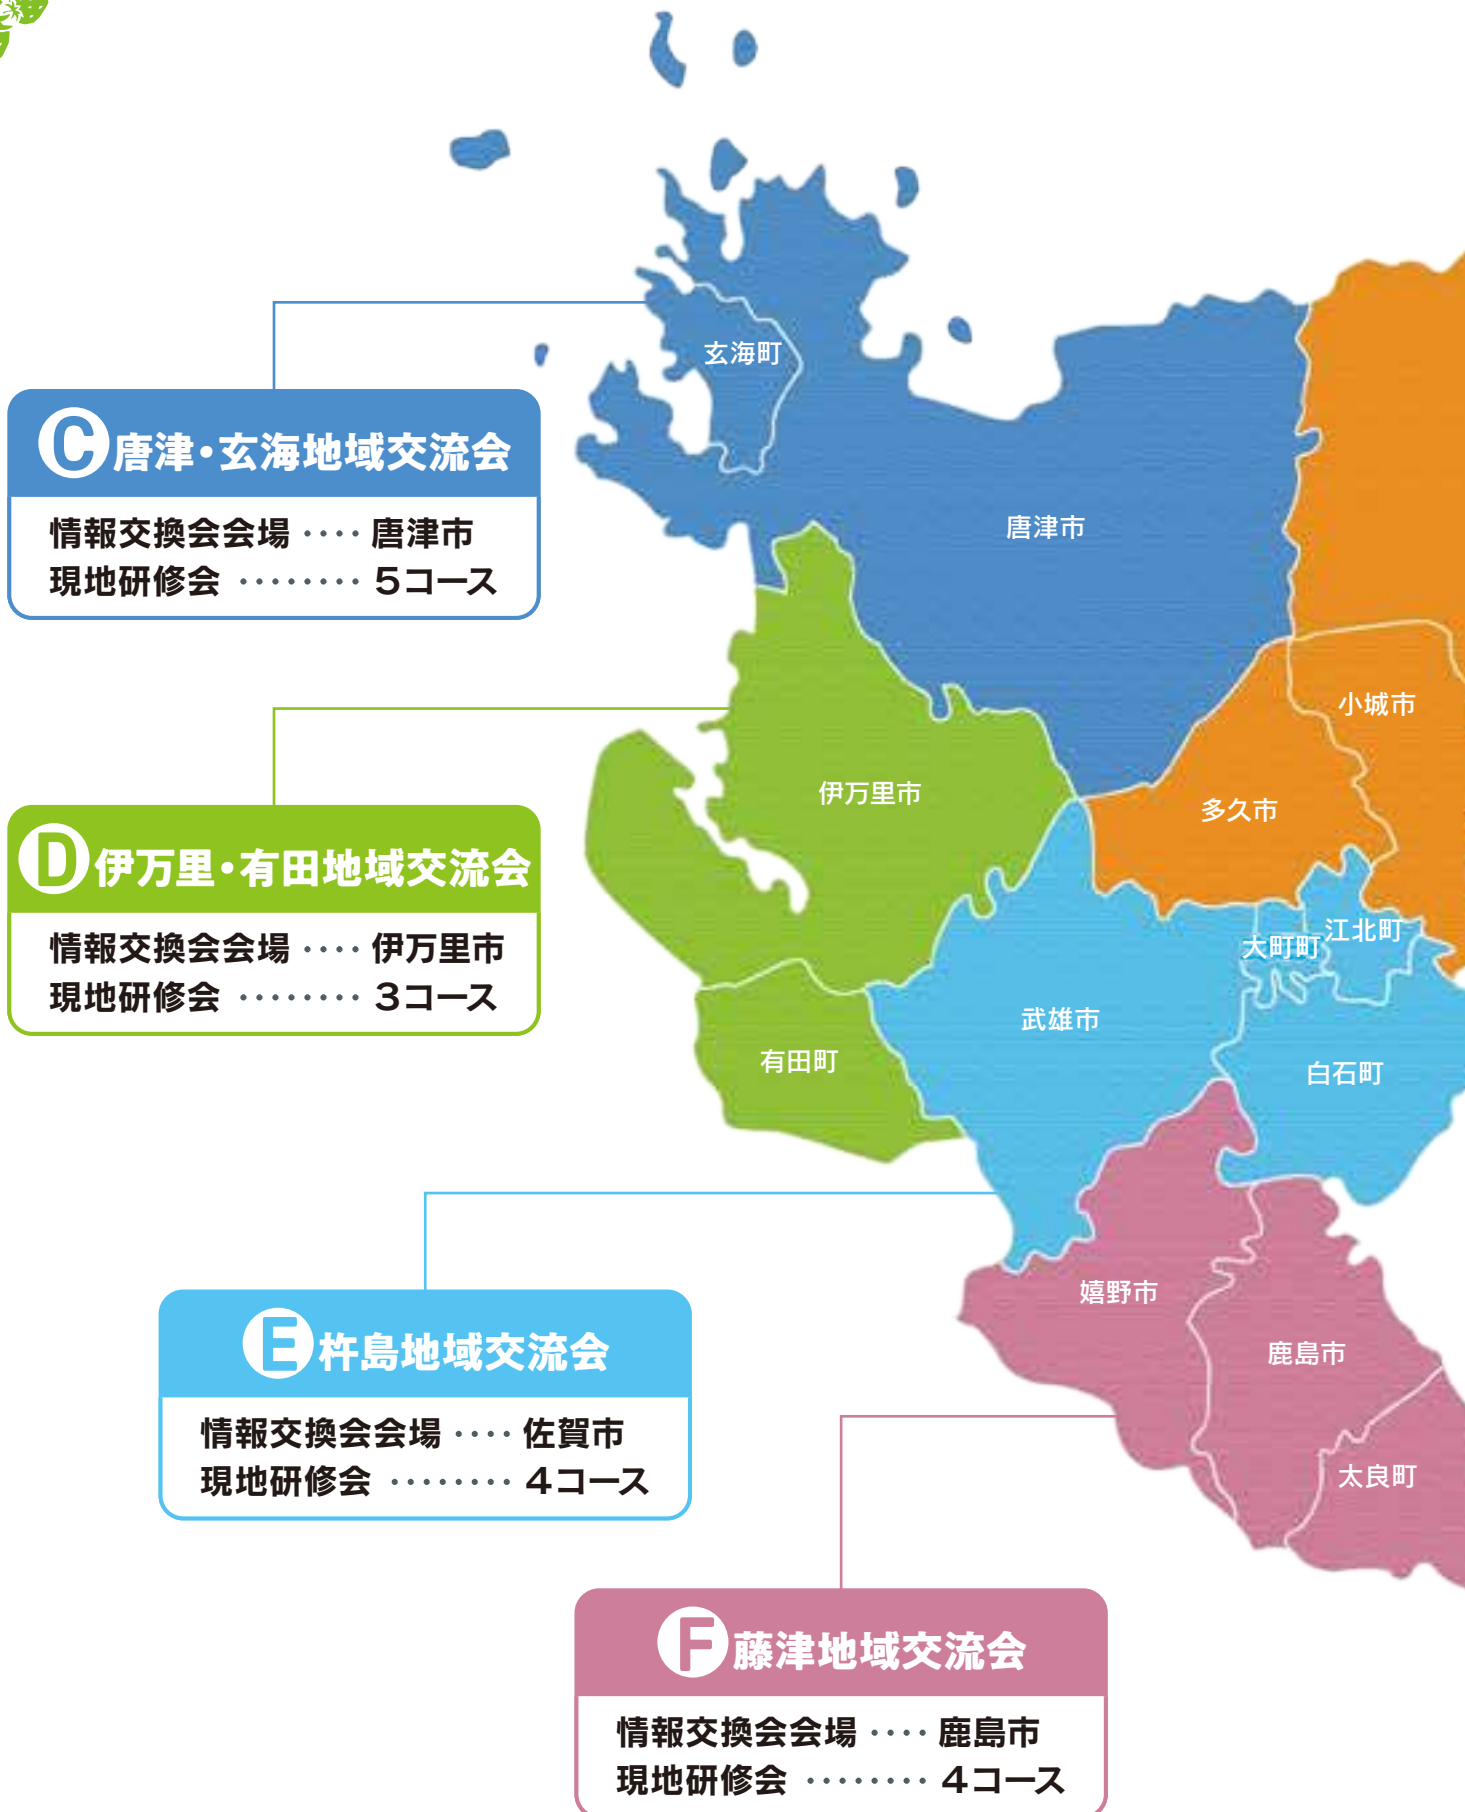 玄海町
C 唐津・玄海地域交流会
情報交換会会場 ‥‥ 唐津市
現地研修会 ‥‥‥‥ 5コース
唐津市
小城市
伊万里市
多久市
D 伊万里・有田地域交流会
情報交換会会場 ‥‥ 伊万里市
現地研修会 ‥‥‥‥ 3コース
江北町
大町町
武雄市
有田町
白石町
E 杵島地域交流会
情報交換会会場 ‥‥ 佐賀市
現地研修会 ‥‥‥‥ 4コース
嬉野市
鹿島市
太良町
F 藤津地域交流会
情報交換会会場 ‥‥ 鹿島市
現地研修会 ‥‥‥‥ 4コース